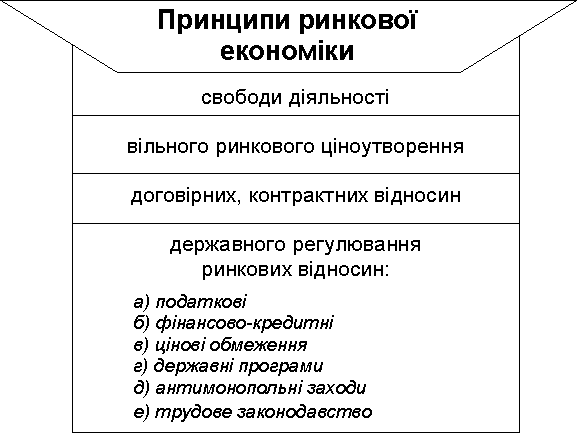 Принципи ринкової
економіки
свободи діяльності
вільного ринкового ціноутворення
договірних, контрактних відносин
державного регулювання
ринкових відносин:
а) податкові
б) фінансово-кредитні
в) цінові обмеження
г) державні програми
д) антимонопольні заходи
е) трудове законодавство